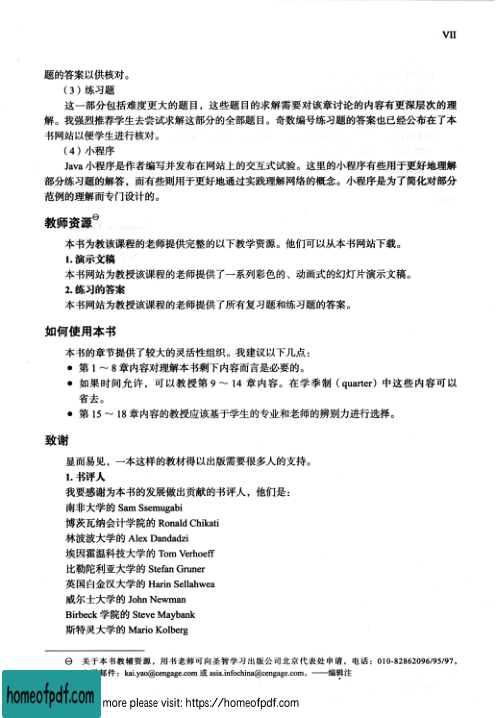 VII
题的答案以供核对。
（3）练习题
这一部分包括难度更大的题目，这些题目的求解需要对该章讨论的内容有更深层次的理
解。我强烈推荐学生去尝试求解这部分的全部题目。奇数编号练习题的答案也已经公布在了本
书网站以便学生进行核对。
（4）小程序
Java 小程序是作者编写并发布在网站上的交互式试验。这里的小程序有些用于更好地理解
部分练习题的解答，而有些则用于更好地通过实践理解网络的概念。小程序是为了简化对部分
范例的理解而专门设计的。
教师资源㊀
本书为教该课程的老师提供完整的以下教学资源。他们可以从本书网站下载。
1. 演示文稿
本书网站为教授该课程的老师提供了一系列彩色的、动画式的幻灯片演示文稿。
2. 练习的答案
本书网站为教授该课程的老师提供了所有复习题和练习题的答案。
如何使用本书
本书的章节提供了较大的灵活性组织。我建议以下几点：
● 第 1 ～ 8 章内容对理解本书剩下内容而言是必要的。
● 如果时间允许，可以教授第 9 ～ 14 章内容。在学季制（quarter）中这些内容可以
省去。
● 第 15 ～ 18 章内容的教授应该基于学生的专业和老师的辨别力进行选择。
致谢
显而易见，一本这样的教材得以出版需要很多人的支持。
1. 书评人
我要感谢为本书的发展做出贡献的书评人，他们是：
南非大学的 Sam Ssemugabi
博茨瓦纳会计学院的 Ronald Chikati
林波波大学的 Alex Dandadzi
埃因霍温科技大学的 Tom Verhoeff
比勒陀利亚大学的 Stefan Gruner
英国白金汉大学的 Harin Sellahwea
威尔士大学的 John Newman
Birbeck 学院的 Steve Maybank
斯特灵大学的 Mario Kolberg
㊀ 关于本书教辅资源，用书老师可向圣智学习出版公司北京代表处申请，电话：010-82862096/95/97，
邮件：kai.yao@cengage.com 或 asia.infochina@cengage.com。——编辑注
homeofpdf.com
more please visit: https://homeofpdf.com